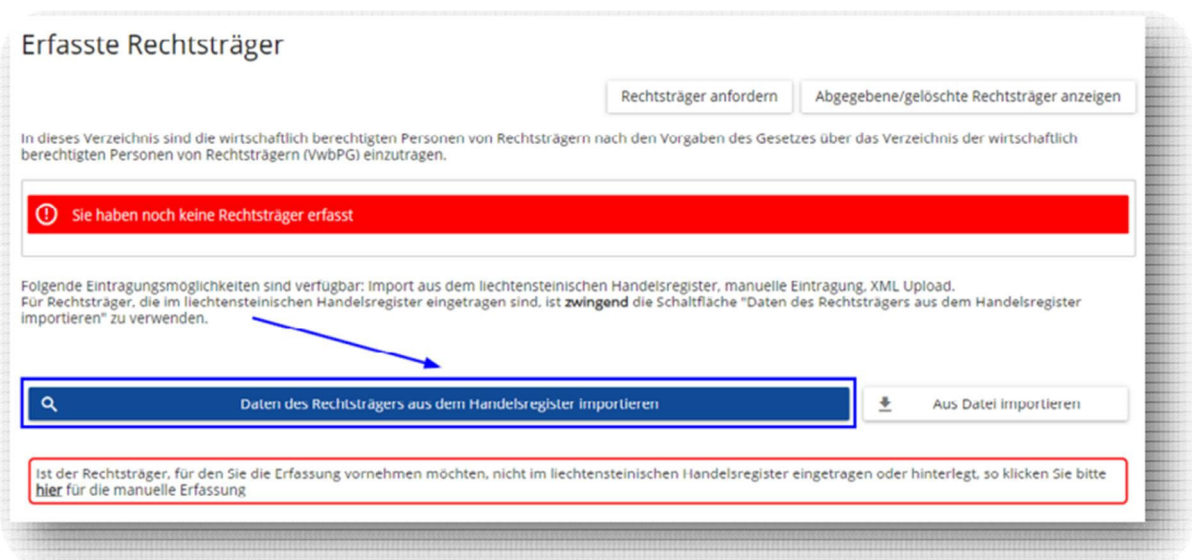 Erfasste Rechtsträger
Rechtsträger anfordern
Abgegebene/gelöschte Rechtsträger anzeigen
In dieses Verzeichnis sind die wirtschaftlich berechtigten Personen von Rechtsträgern nach den Vorgaben des Gesetzes über das Verzeichnis der wirtschaftlich
berechtigten Personen von Rechtsträgern (VwbPG) einzutragen.
Sie haben noch keine Rechtsträger erfasst
Folgende Eintragungsmöglichkeiten sind verfügbar: Import aus dem liechtensteinischen Handelsregister, manuelle Eintragung, XML Upload.
Für Rechtsträger, die im liechtensteinischen Handelsregister eingetragen sind, ist zwingend die Schaltfläche "Daten des Rechtsträgers aus dem Handelsregister
importieren" zu verwenden.
Daten des Rechtsträgers aus dem Handelsregister importieren
Aus Datei importieren
Ist der Rechtsträger, für den Sie die Erfassung vornehmen möchten, nicht im liechtensteinischen Handelsregister eingetragen oder hinterlegt, so klicken Sie bitte
hier für die manuelle Erfassung